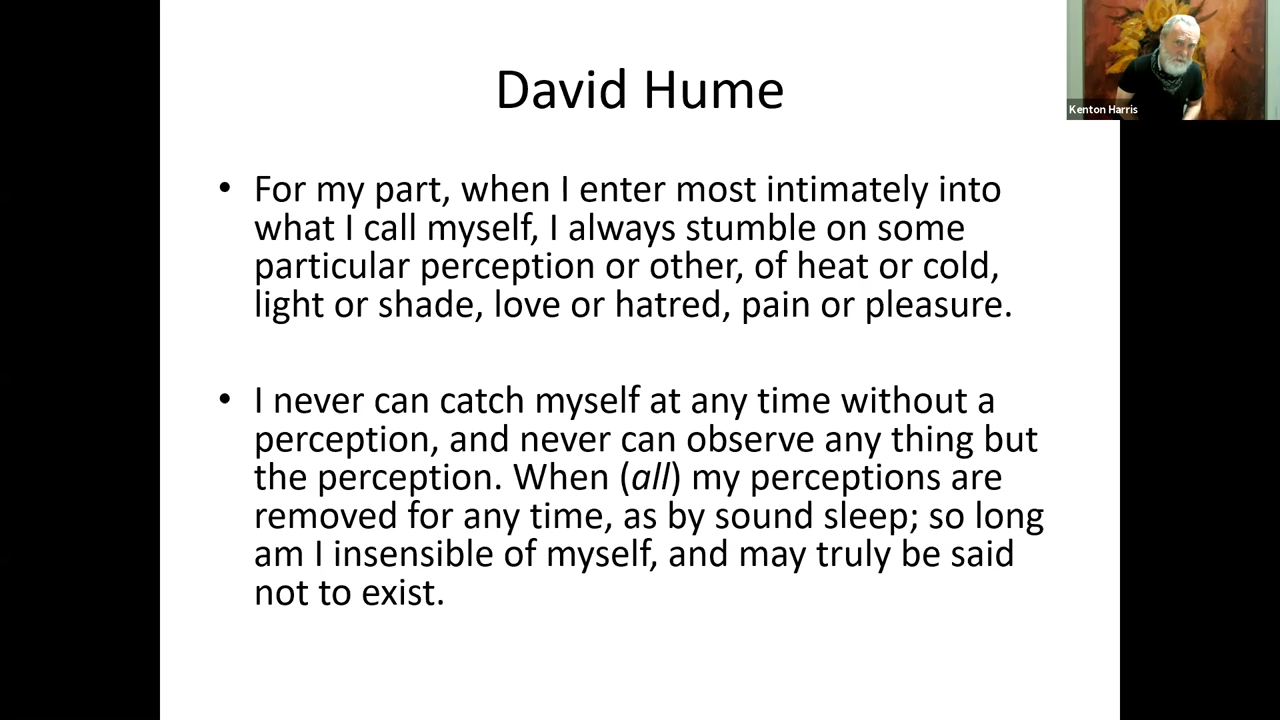 David Hume
Kenton Harris
• For my part, when I enter most intimately into
what I call myself, I always stumble on some
particular perception or other, of heat or cold,
light or shade, love or hatred, pain or pleasure.
• I never can catch myself at any time without a
perception, and never can observe any thing but
the perception. When (all) my perceptions are
removed for any time, as by sound sleep; so long
am I insensible of myself, and may truly be said
not to exist.